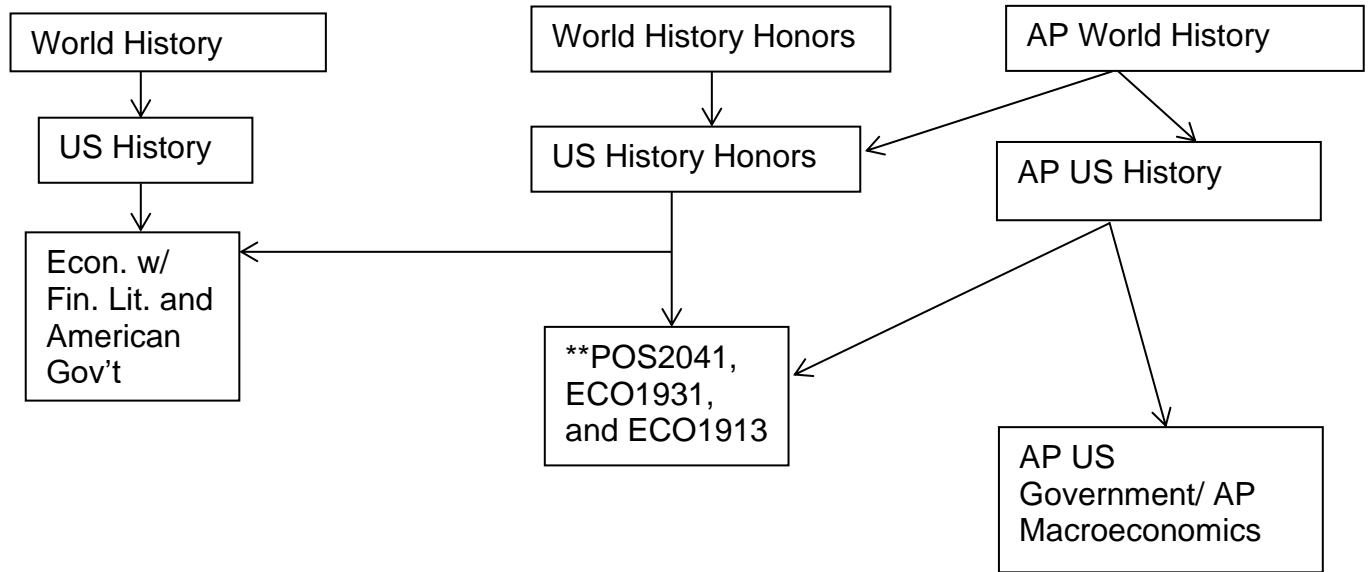 World History
World History Honors
AP World History
US History
US History Honors
AP US History
Econ. w/
Fin. Lit. and
American
Gov’t
**POS2041,
ECO1931,
and ECO1913
AP US
Government/ AP
Macroeconomics